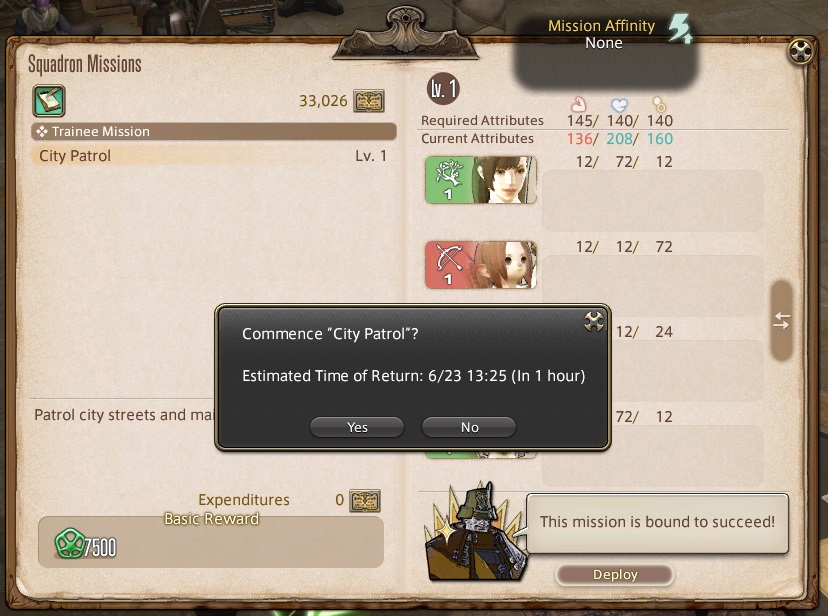 Mission Affinity
None
Squadron Missions
33,026
Lv. 1
Trainee Mission
Required Attributes 145/ 140/ 140
Current Attributes 136/ 208/ 160
City Patrol Lv. 1
12/ 72/ 12
1
12/ 12/ 72
1
Commence "City Patrol"?
12/ 24
Estimated Time of Return: 6/23 13:25 (In 1 hour)
Patrol city streets and mai
72/ 12
Yes No
Expenditures 0
Basic Reward
7500
This mission is bound to succeed!
Deploy